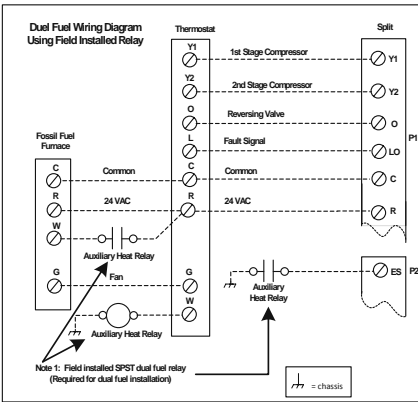 Duel Fuel Wiring Diagram
Using Field Installed Relay
Thermostat
Split
Y1
1st Stage Compressor
Y1
Y2
2nd Stage Compressor
Y2
O
Reversing Valve
O
P1
Fossil Fuel
Furnace
L
Fault Signal
LO
C
Common
C
Common
C
R
24 VAC
R
24 VAC
R
W
Auxiliary Heat Relay
G
Fan
G
Auxiliary
Heat Relay
ES
P2
W
Auxiliary Heat Relay
Note 1: Field installed SPST dual fuel relay
(Required for dual fuel installation)
= chassis